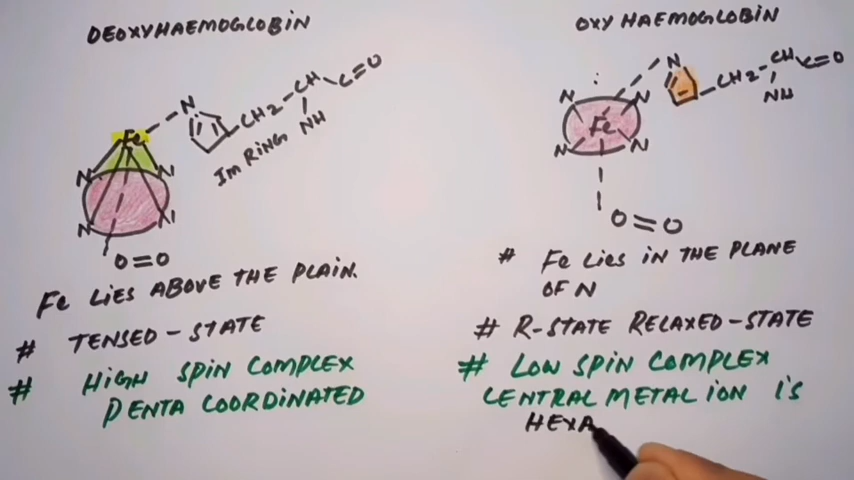 DEOXYHAEMOGLOBIN
Fe
N
CH2
CH
C=O
NH
Im RING
N
N
N
N
O=O
Fe LIES ABOVE THE PLAIN.
# TENSED-STATE
# HIGH SPIN COMPLEX
PENTA COORDINATED
OXY HAEMOGLOBIN
N
CH2
CH
C=O
NH
N
N
Fe
N
N
O=O
# Fe LIES IN THE PLANE
OF N
# R-STATE RELAXED-STATE
# LOW SPIN COMPLEX
CENTRAL METAL ION IS
HEXA